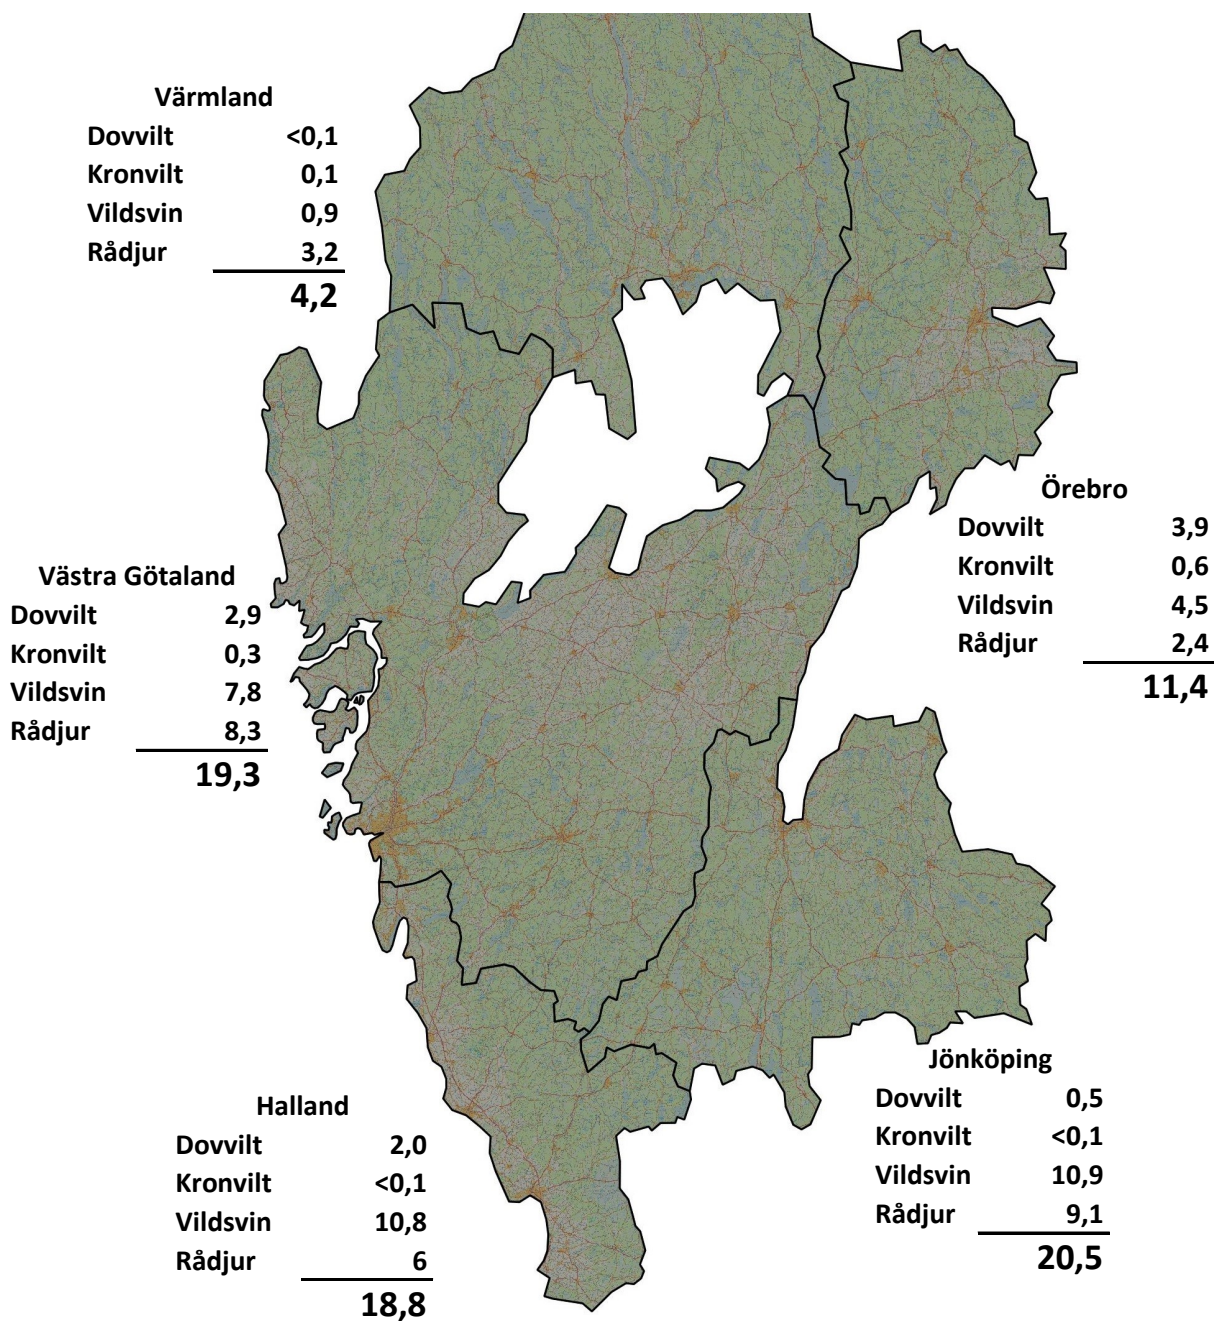 Värmland
Dovvilt <0,1
Kronvilt 0,1
Vildsvin 0,9
Rådjur 3,2
4,2
Örebro
Dovvilt 3,9
Kronvilt 0,6
Vildsvin 4,5
Rådjur 2,4
11,4
Västra Götaland
Dovvilt 2,9
Kronvilt 0,3
Vildsvin 7,8
Rådjur 8,3
19,3
Jönköping
Dovvilt 0,5
Kronvilt <0,1
Vildsvin 10,9
Rådjur 9,1
20,5
Halland
Dovvilt 2,0
Kronvilt <0,1
Vildsvin 10,8
Rådjur 6
18,8